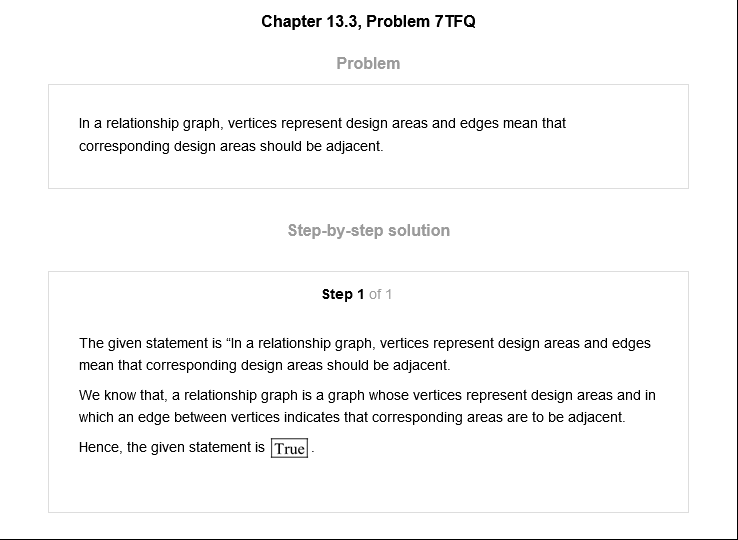 Chapter 13.3, Problem 7TFQ
Problem
In a relationship graph, vertices represent design areas and edges mean that
corresponding design areas should be adjacent.
Step-by-step solution
Step 1 of 1
The given statement is “In a relationship graph, vertices represent design areas and edges
mean that corresponding design areas should be adjacent.
We know that, a relationship graph is a graph whose vertices represent design areas and in
which an edge between vertices indicates that corresponding areas are to be adjacent.
Hence, the given statement is True.